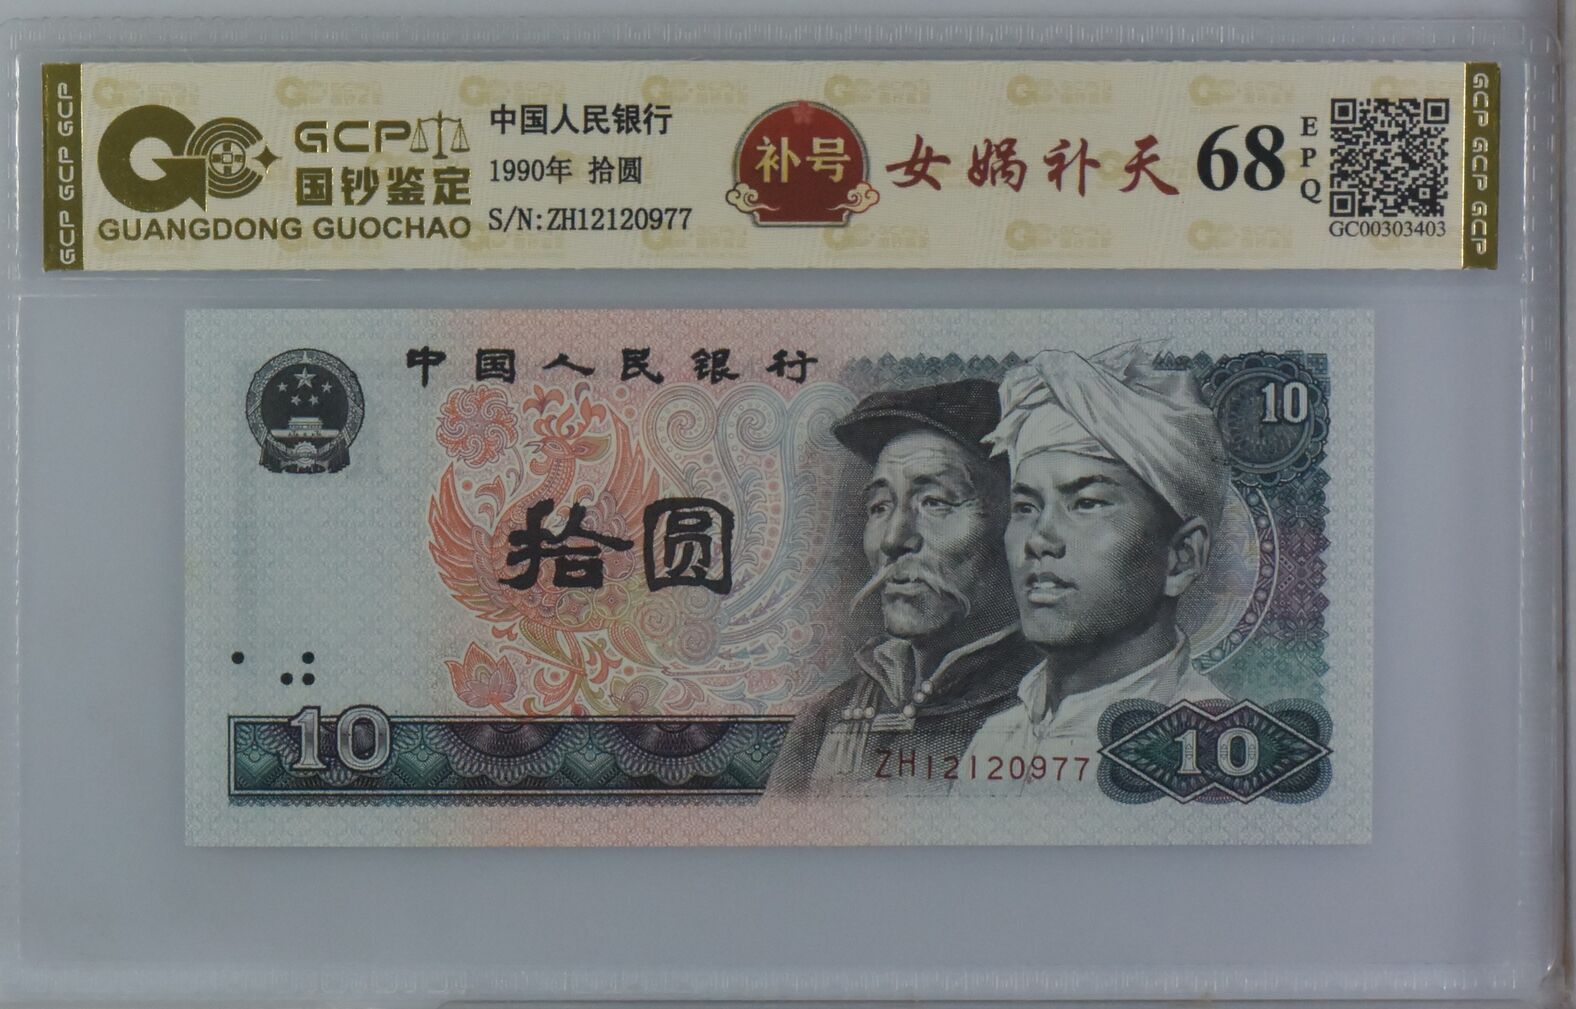 GCP GCP GCP
GCP
国钞鉴定
GUANGDONG GUOCHAO
中国人民银行
1990年 拾圆
S/N:ZH12120977
补号
女娲补天
68
EPQ
GC00303403
GCP GCP GCP
中国人民银行
10
拾圆
10
ZH12120977
10